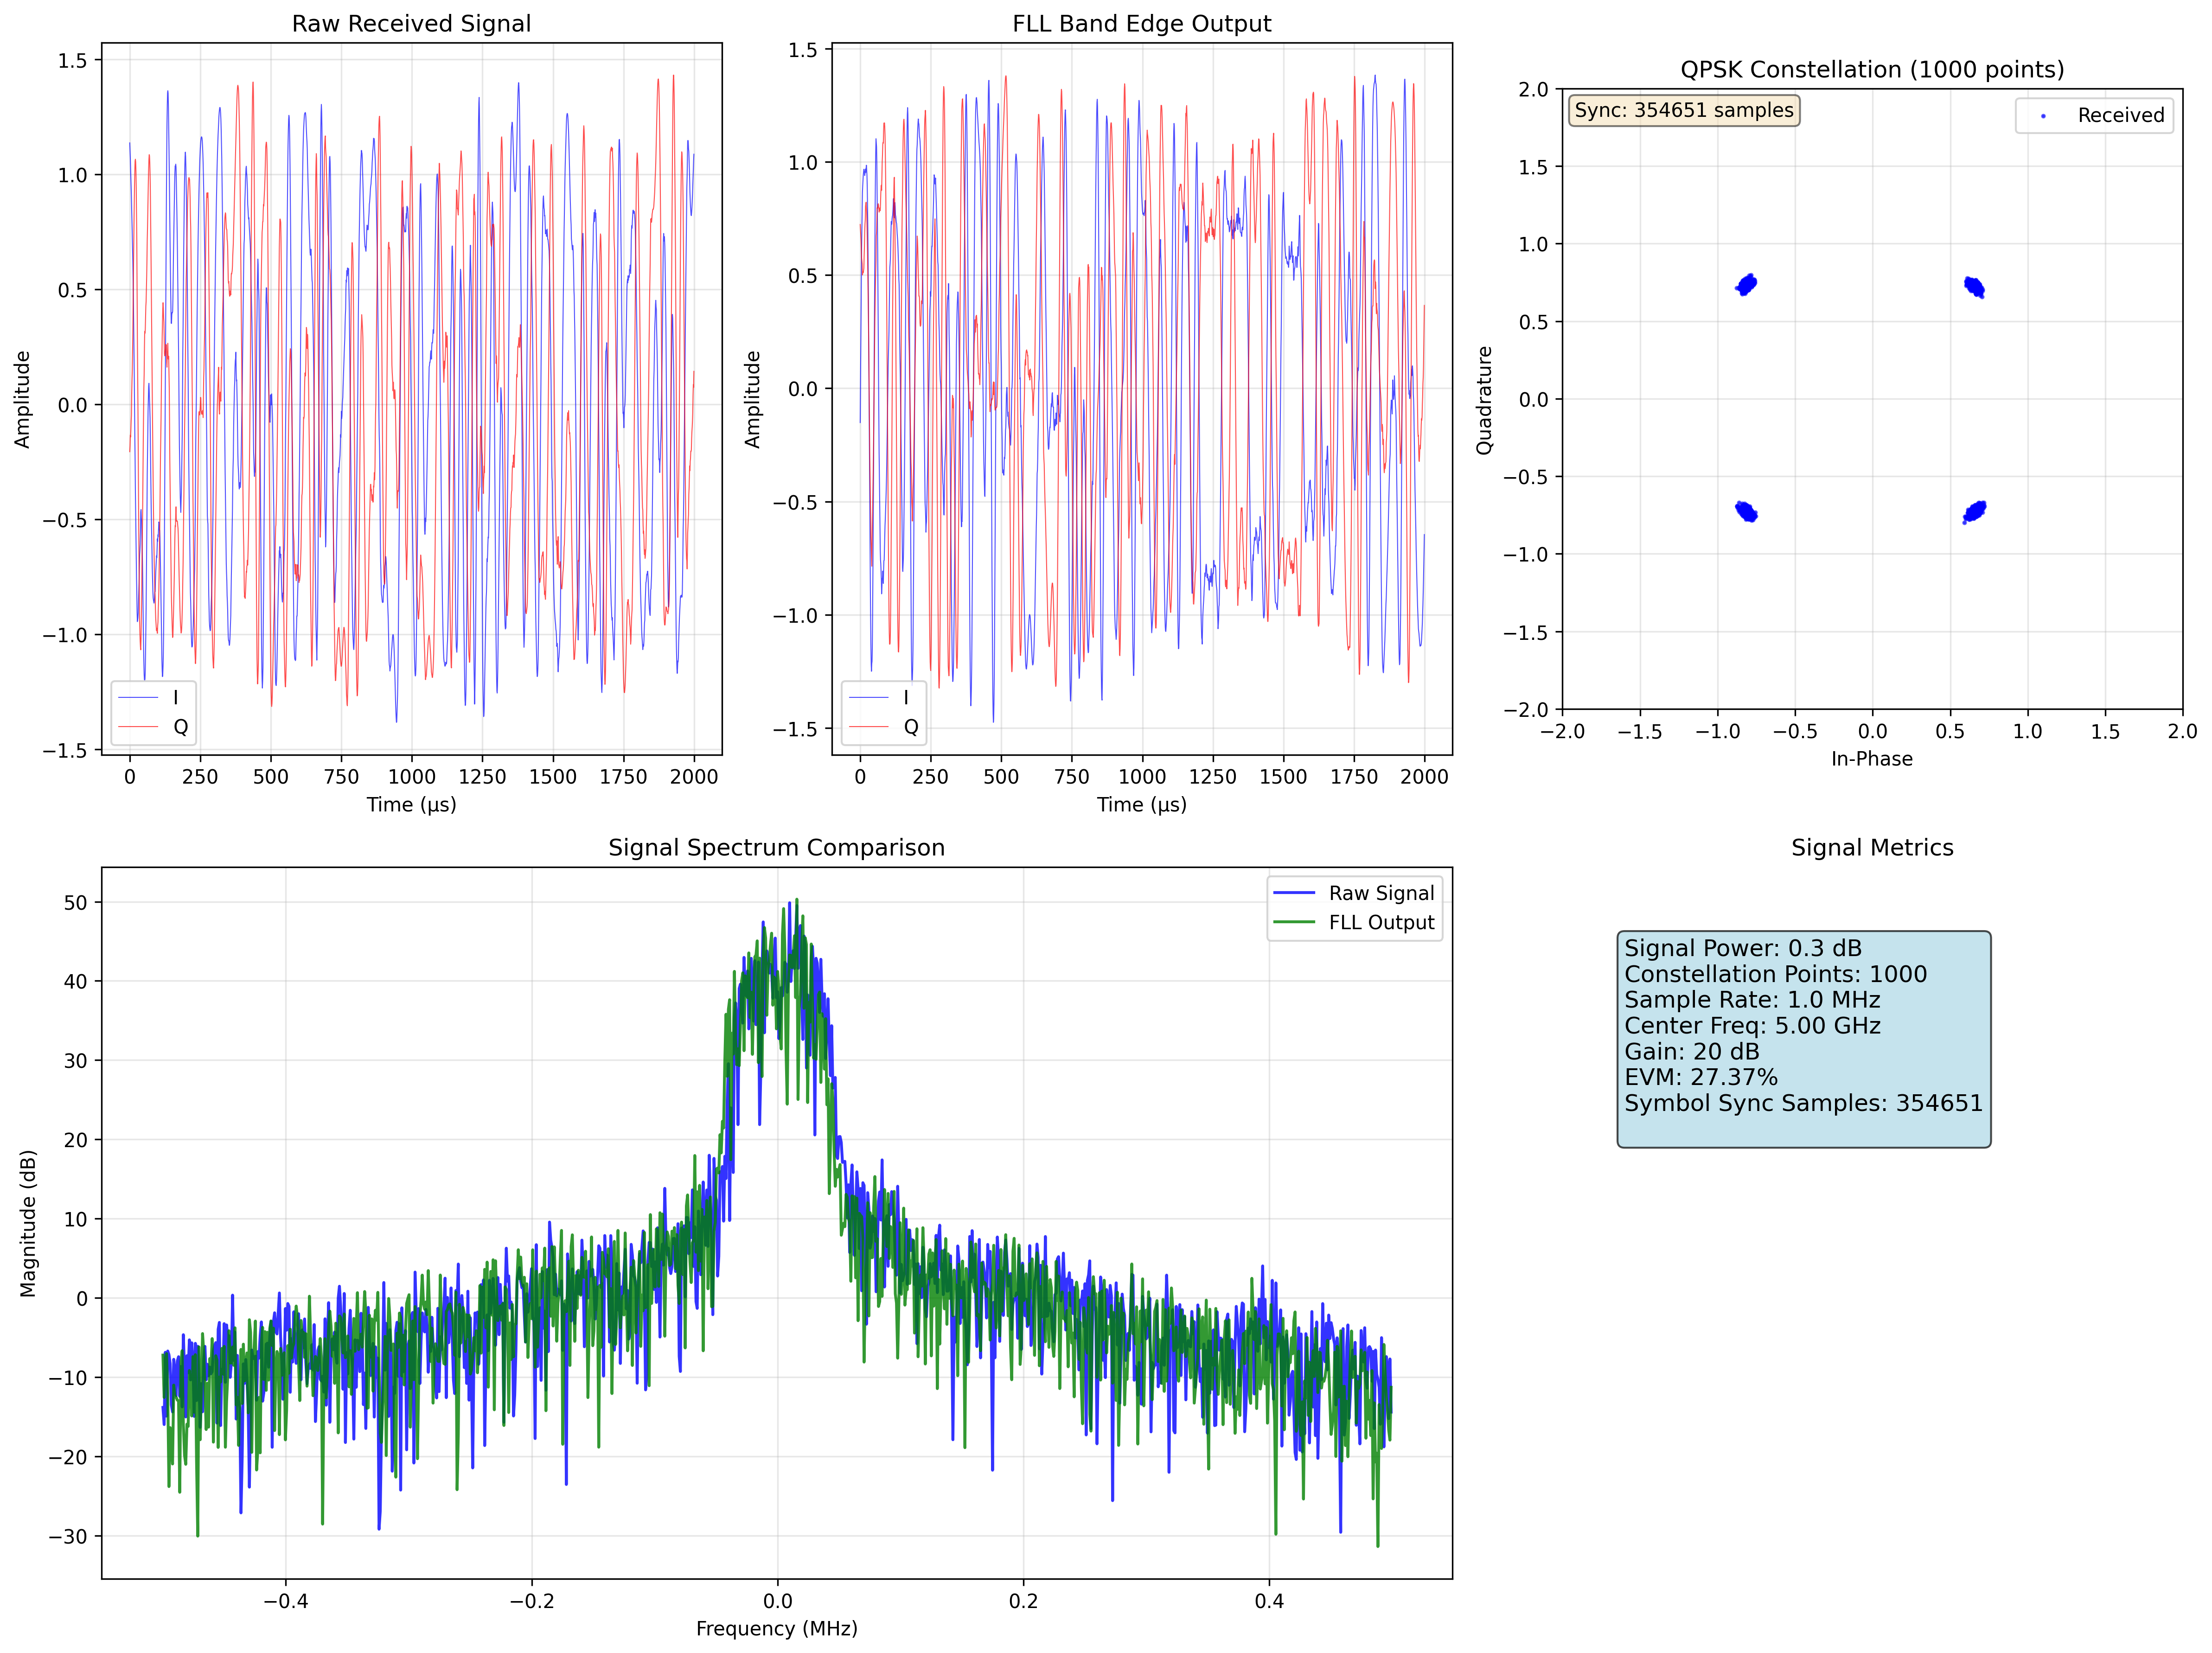 Raw Received Signal
1.5
1.0
0.5
0.0
−0.5
−1.0
−1.5
Amplitude
I
Q
0 250 500 750 1000 1250 1500 1750 2000
Time (µs)
FLL Band Edge Output
1.5
1.0
0.5
0.0
−0.5
−1.0
−1.5
Amplitude
I
Q
0 250 500 750 1000 1250 1500 1750 2000
Time (µs)
QPSK Constellation (1000 points)
Sync: 354651 samples
Received
2.0
1.5
1.0
0.5
0.0
−0.5
−1.0
−1.5
−2.0
Quadrature
−2.0 −1.5 −1.0 −0.5 0.0 0.5 1.0 1.5 2.0
In-Phase
Signal Spectrum Comparison
Raw Signal
FLL Output
50
40
30
20
10
0
−10
−20
−30
Magnitude (dB)
−0.4 −0.2 0.0 0.2 0.4
Frequency (MHz)
Signal Metrics
Signal Power: 0.3 dB
Constellation Points: 1000
Sample Rate: 1.0 MHz
Center Freq: 5.00 GHz
Gain: 20 dB
EVM: 27.37%
Symbol Sync Samples: 354651